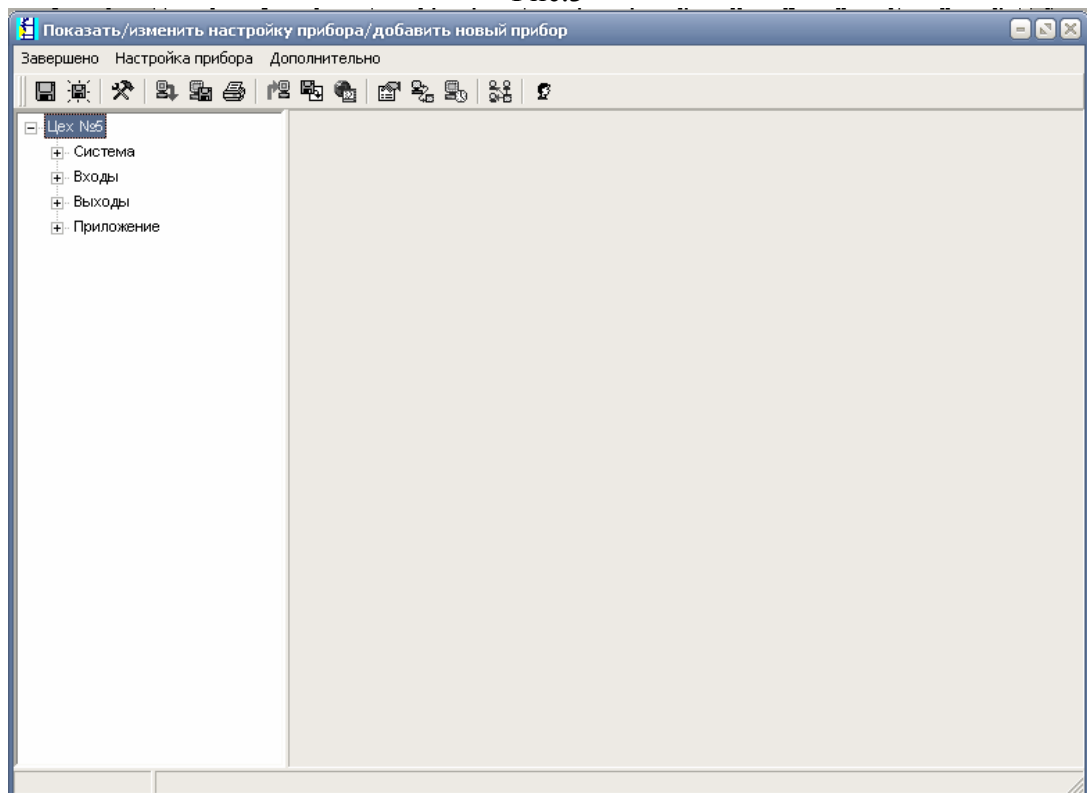 Показать/изменить настройку прибора/добавить новый прибор
Завершено Настройка прибора Дополнительно
Цех №5
Система
Входы
Выходы
Приложение